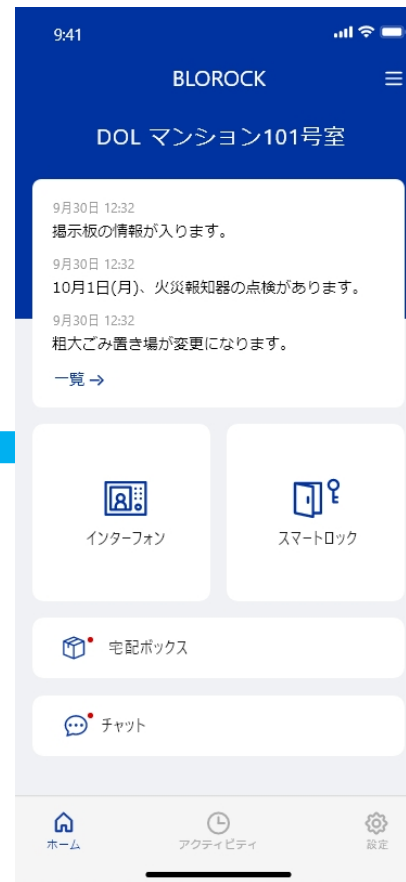 9:41
BLOROCK
DOL マンション101号室
9月30日 12:32
掲示板の情報が入ります。
9月30日 12:32
10月1日(月)、火災報知器の点検があります。
9月30日 12:32
粗大ごみ置き場が変更になります。
一覧→
インターフォン
スマートロック
宅配ボックス
チャット
ホーム
アクティビティ
設定